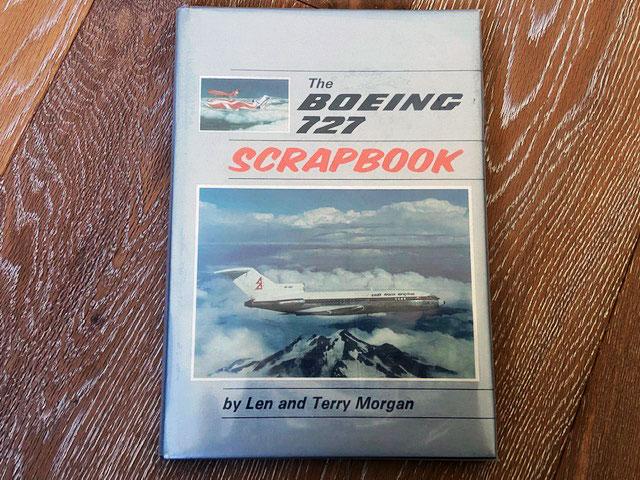 The
BOEING
727
SCRAPBOOK
by Len and Terry Morgan